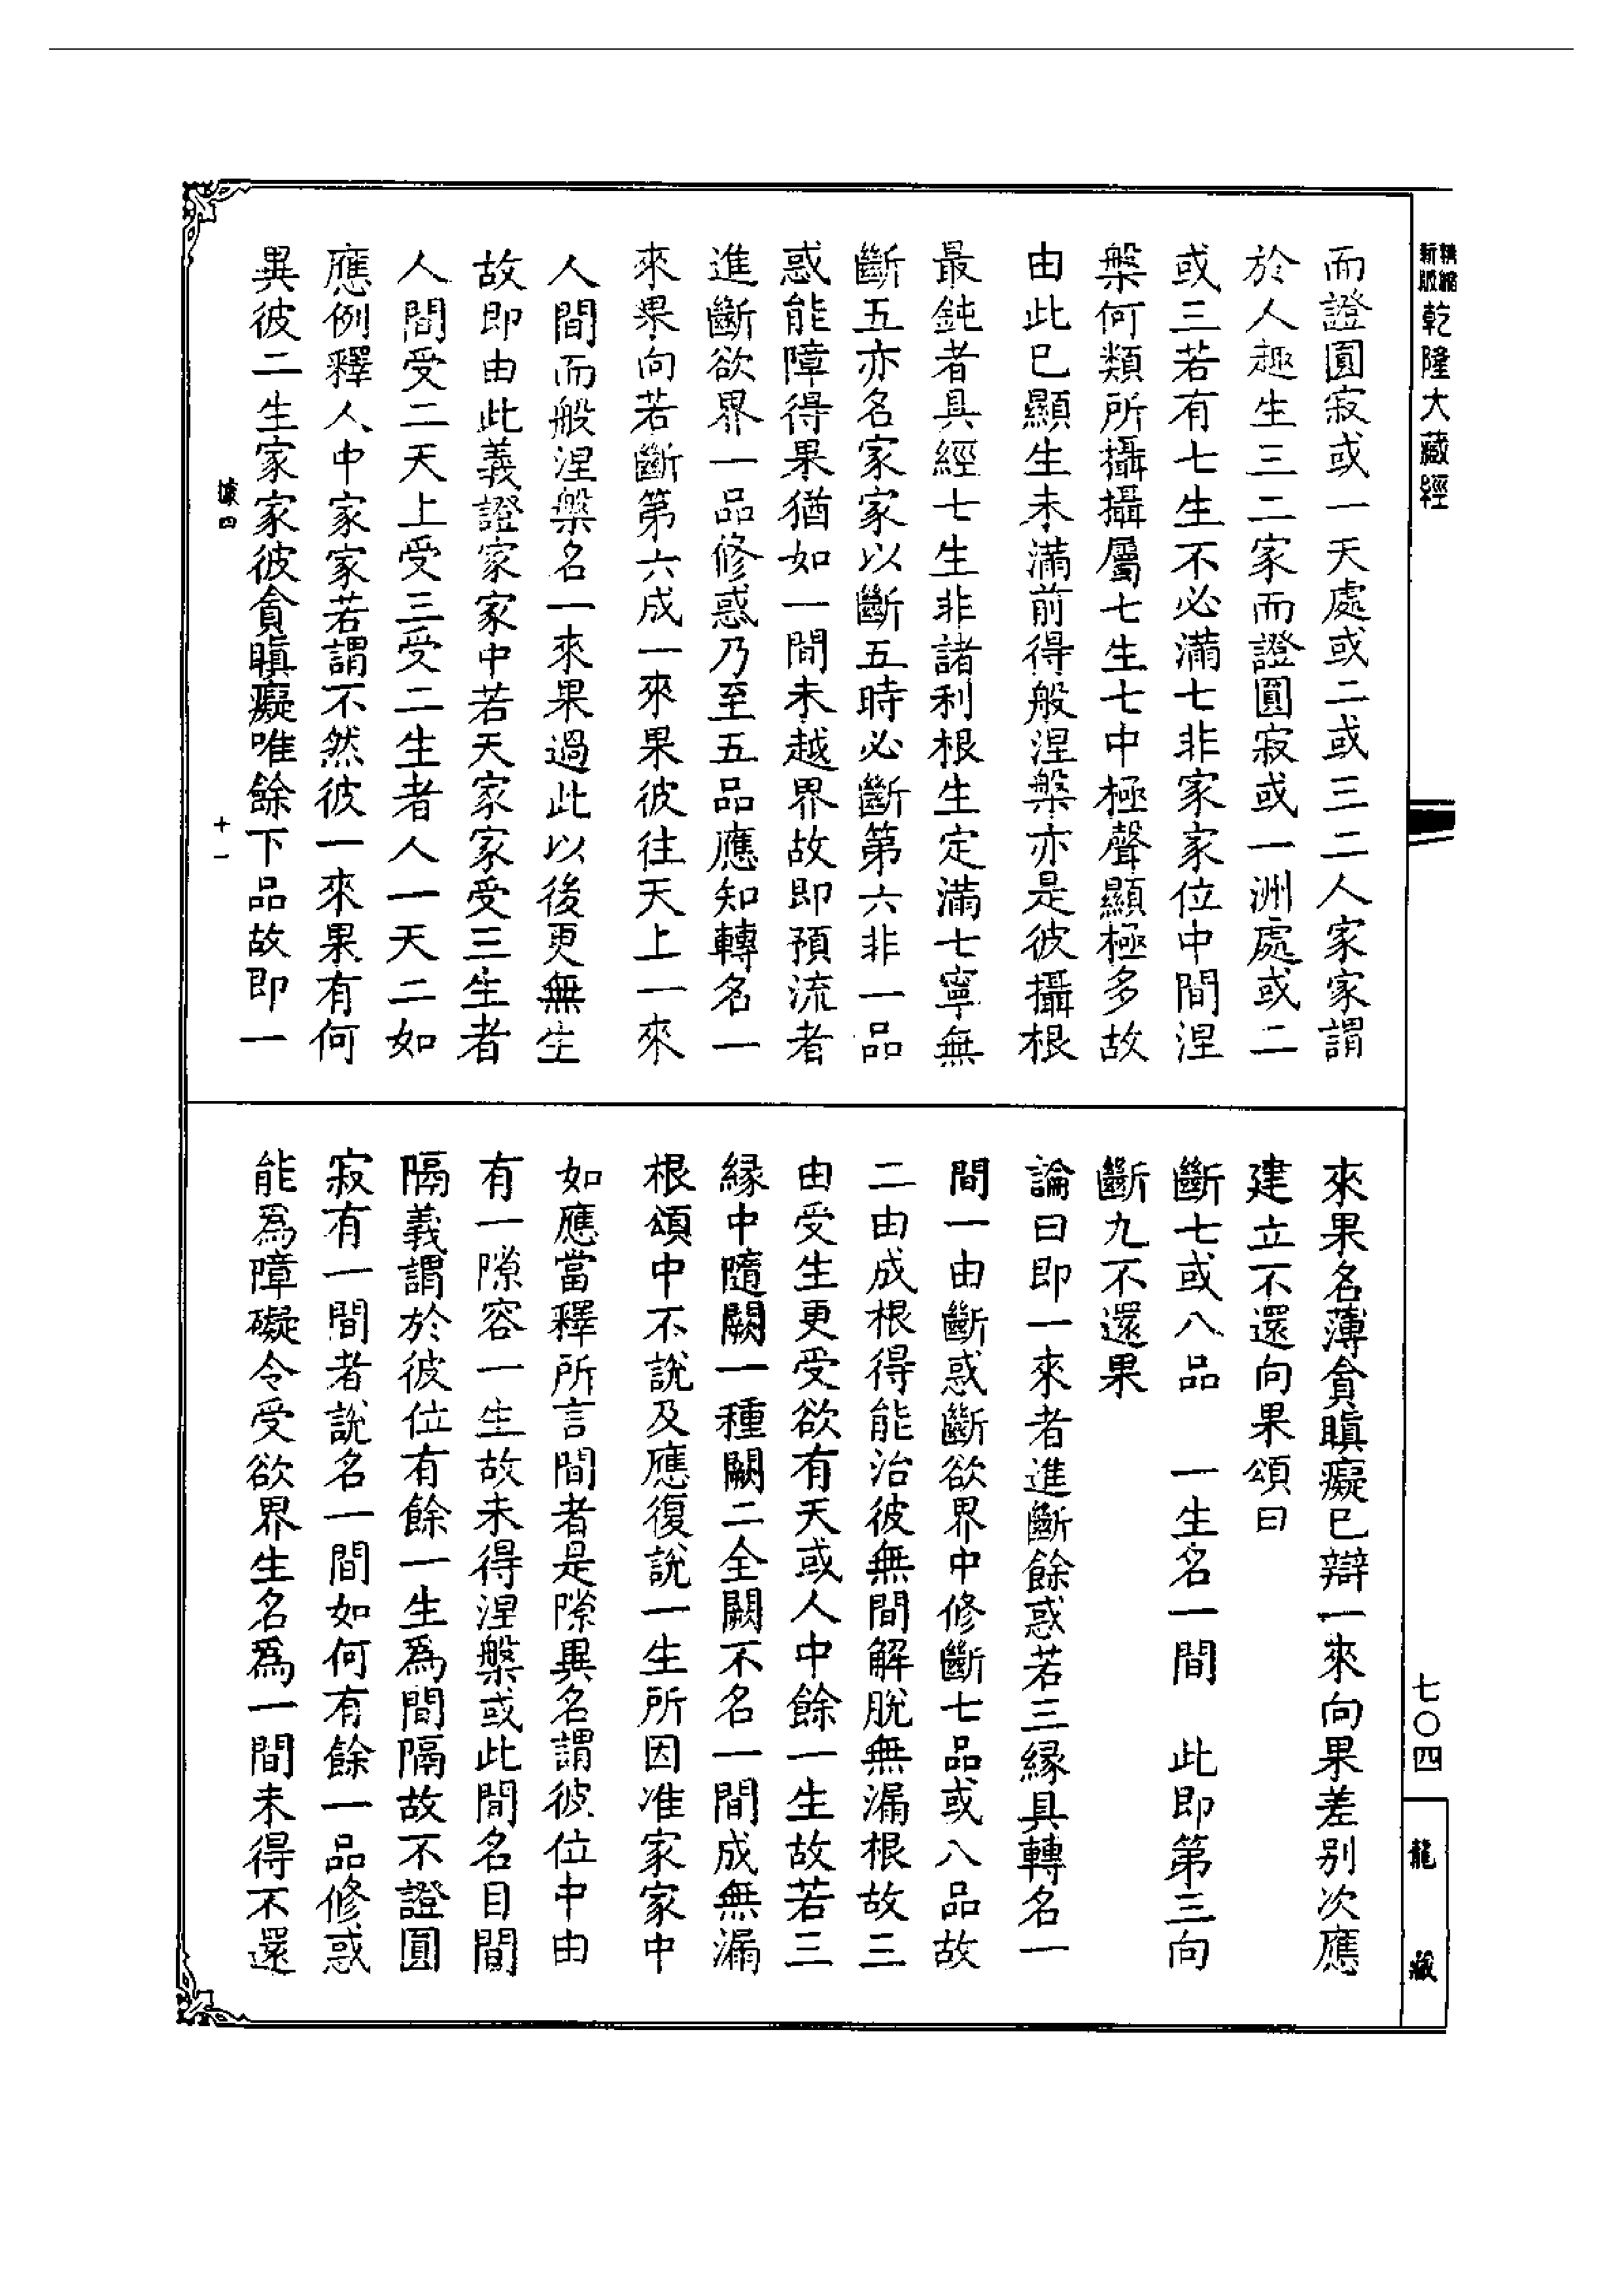 新版精縮乾隆大藏經
而證圓寂或一天處或二或三二人家家謂
於人趣生三二家而證圓寂或一洲處或二
或三若有七生不必滿七非家家位中間涅
槃何類所攝攝屬七生七中極聲顯極多故
由此已顯生未滿前得般涅槃亦是彼攝根
最鈍者具經七生非諸利根生定滿七寧無
斷五亦名家家以斷五時必斷第六非一品
惑能障得果猶如一間未越界故即預流者
進斷欲界一品修惑乃至五品應知轉名一
來果向若斷第六成一來果彼往天上一來
人間而般涅槃名一來果過此以後更無生
故即由此義證家家中若天家家受三生者
人間受二天上受三受二生者人一天二如
應例釋人中家家若謂不然彼一來果有何
異彼二生家家彼貪瞋癡唯餘下品故即一
據四
十一
來果名薄貪瞋癡已辯一來向果差别次應
建立不還向果頌曰
斷七或八品 一生名一間 此即第三向
斷九不還果
論曰即一來者進斷餘惑若三緣具轉名一
間一由斷惑斷欲界中修斷七品或八品故
二由成根得能治彼無間解脫無漏根故三
由受生更受欲有天或人中餘一生故若三
緣中隨闕一種闕二全闕不名一間成無漏
根頌中不說及應復說一生所因准家家中
如應當釋所言間者是隙異名謂彼位中由
有一隙容一生故未得涅槃或此間名目間
隔義謂於彼位有餘一生為間隔故不證圓
寂有一間者說名一間如何有餘一品修惑
能為障礙令受欲界生名為一間未得不還
七〇四
龍藏